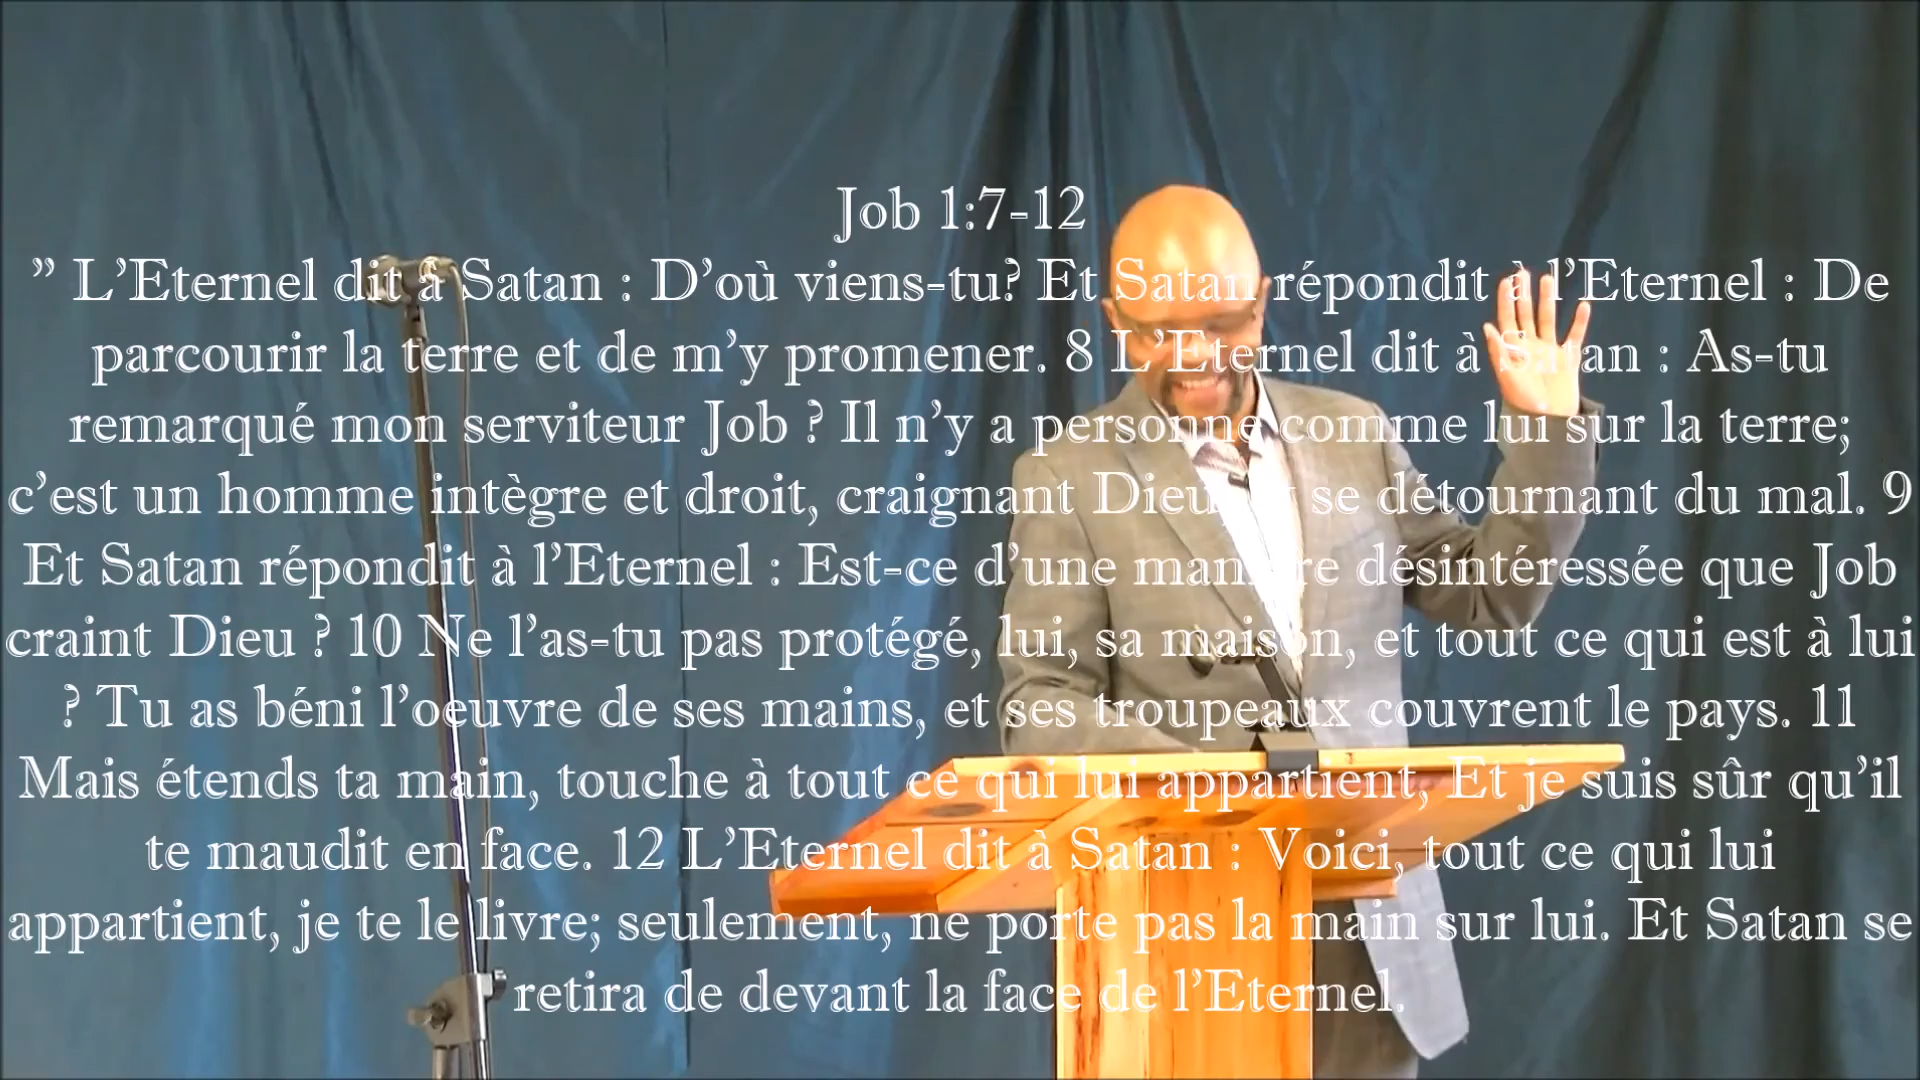 Job 1:7-12
” L’Eternel dit à Satan : D’où viens-tu? Et Satan répondit à l’Eternel : De
parcourir la terre et de m’y promener. 8 L’Eternel dit à Satan : As-tu
remarqué mon serviteur Job ? Il n’y a personne comme lui sur la terre;
c’est un homme intègre et droit, craignant Dieu, et se détournant du mal. 9
Et Satan répondit à l’Eternel : Est-ce d’une manière désintéressée que Job
craint Dieu ? 10 Ne l’as-tu pas protégé, lui, sa maison, et tout ce qui est à lui
? Tu as béni l’oeuvre de ses mains, et ses troupeaux couvrent le pays. 11
Mais étends ta main, touche à tout ce qui lui appartient, Et je suis sûr qu’il
te maudit en face. 12 L’Eternel dit à Satan : Voici, tout ce qui lui
appartient, je te le livre; seulement, ne porte pas la main sur lui. Et Satan se
retira de devant la face de l’Eternel.